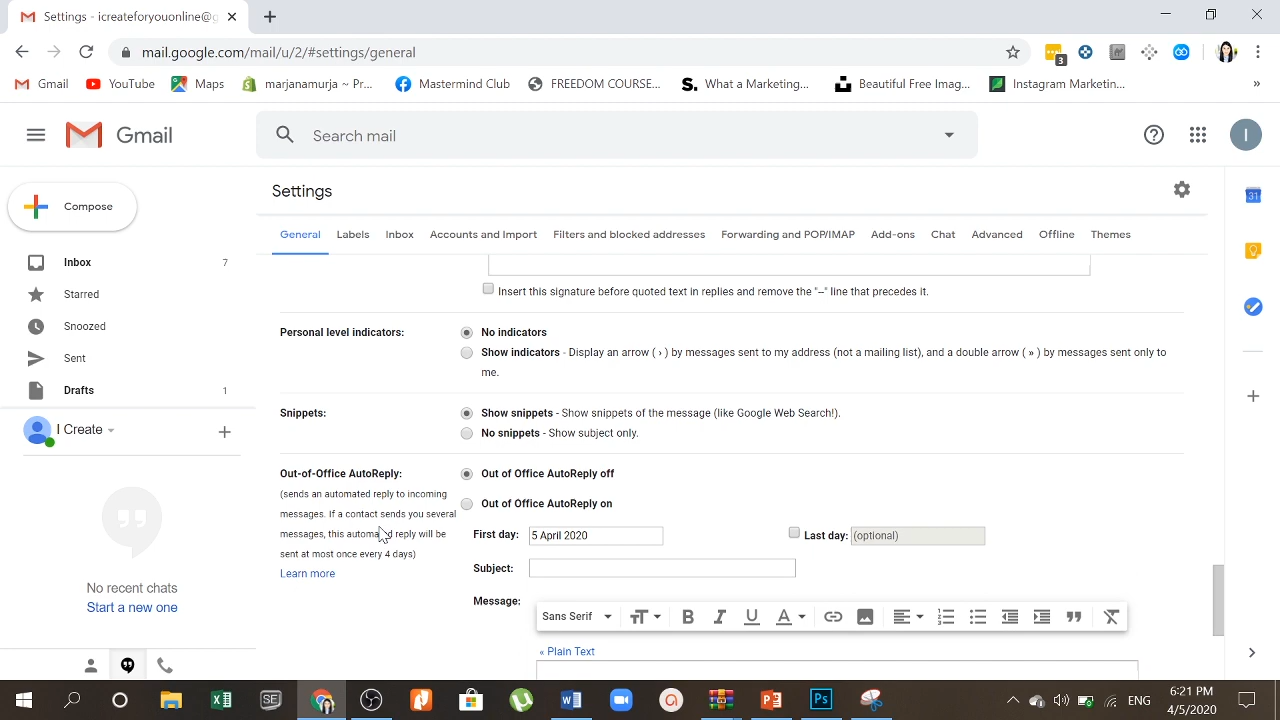 Settings - icreateforyouonline@g
mail.google.com/mail/u/2/#settings/general
3
Gmail
YouTube
Maps
marjanamurja ~ Pr...
Mastermind Club
FREEDOM COURSE...
What a Marketing...
Beautiful Free Imag...
Instagram Marketin...
»
Gmail
Search mail
I
Compose
Settings
31
General Labels Inbox Accounts and Import Filters and blocked addresses Forwarding and POP/IMAP Add-ons Chat Advanced Offline Themes
Inbox 7
Starred
Snoozed
Sent
Drafts 1
I Create
No recent chats
Start a new one
Insert this signature before quoted text in replies and remove the "--" line that precedes it.
Personal level indicators:
No indicators
Show indicators - Display an arrow ( › ) by messages sent to my address (not a mailing list), and a double arrow ( » ) by messages sent only to
me.
Snippets:
Show snippets - Show snippets of the message (like Google Web Search!).
No snippets - Show subject only.
Out-of-Office AutoReply:
(sends an automated reply to incoming
messages. If a contact sends you several
messages, this automated reply will be
sent at most once every 4 days)
Learn more
Out of Office AutoReply off
Out of Office AutoReply on
First day: 5 April 2020 Last day: (optional)
Subject:
Message:
Sans Serif
B I U A
« Plain Text
ENG
6:21 PM
4/5/2020